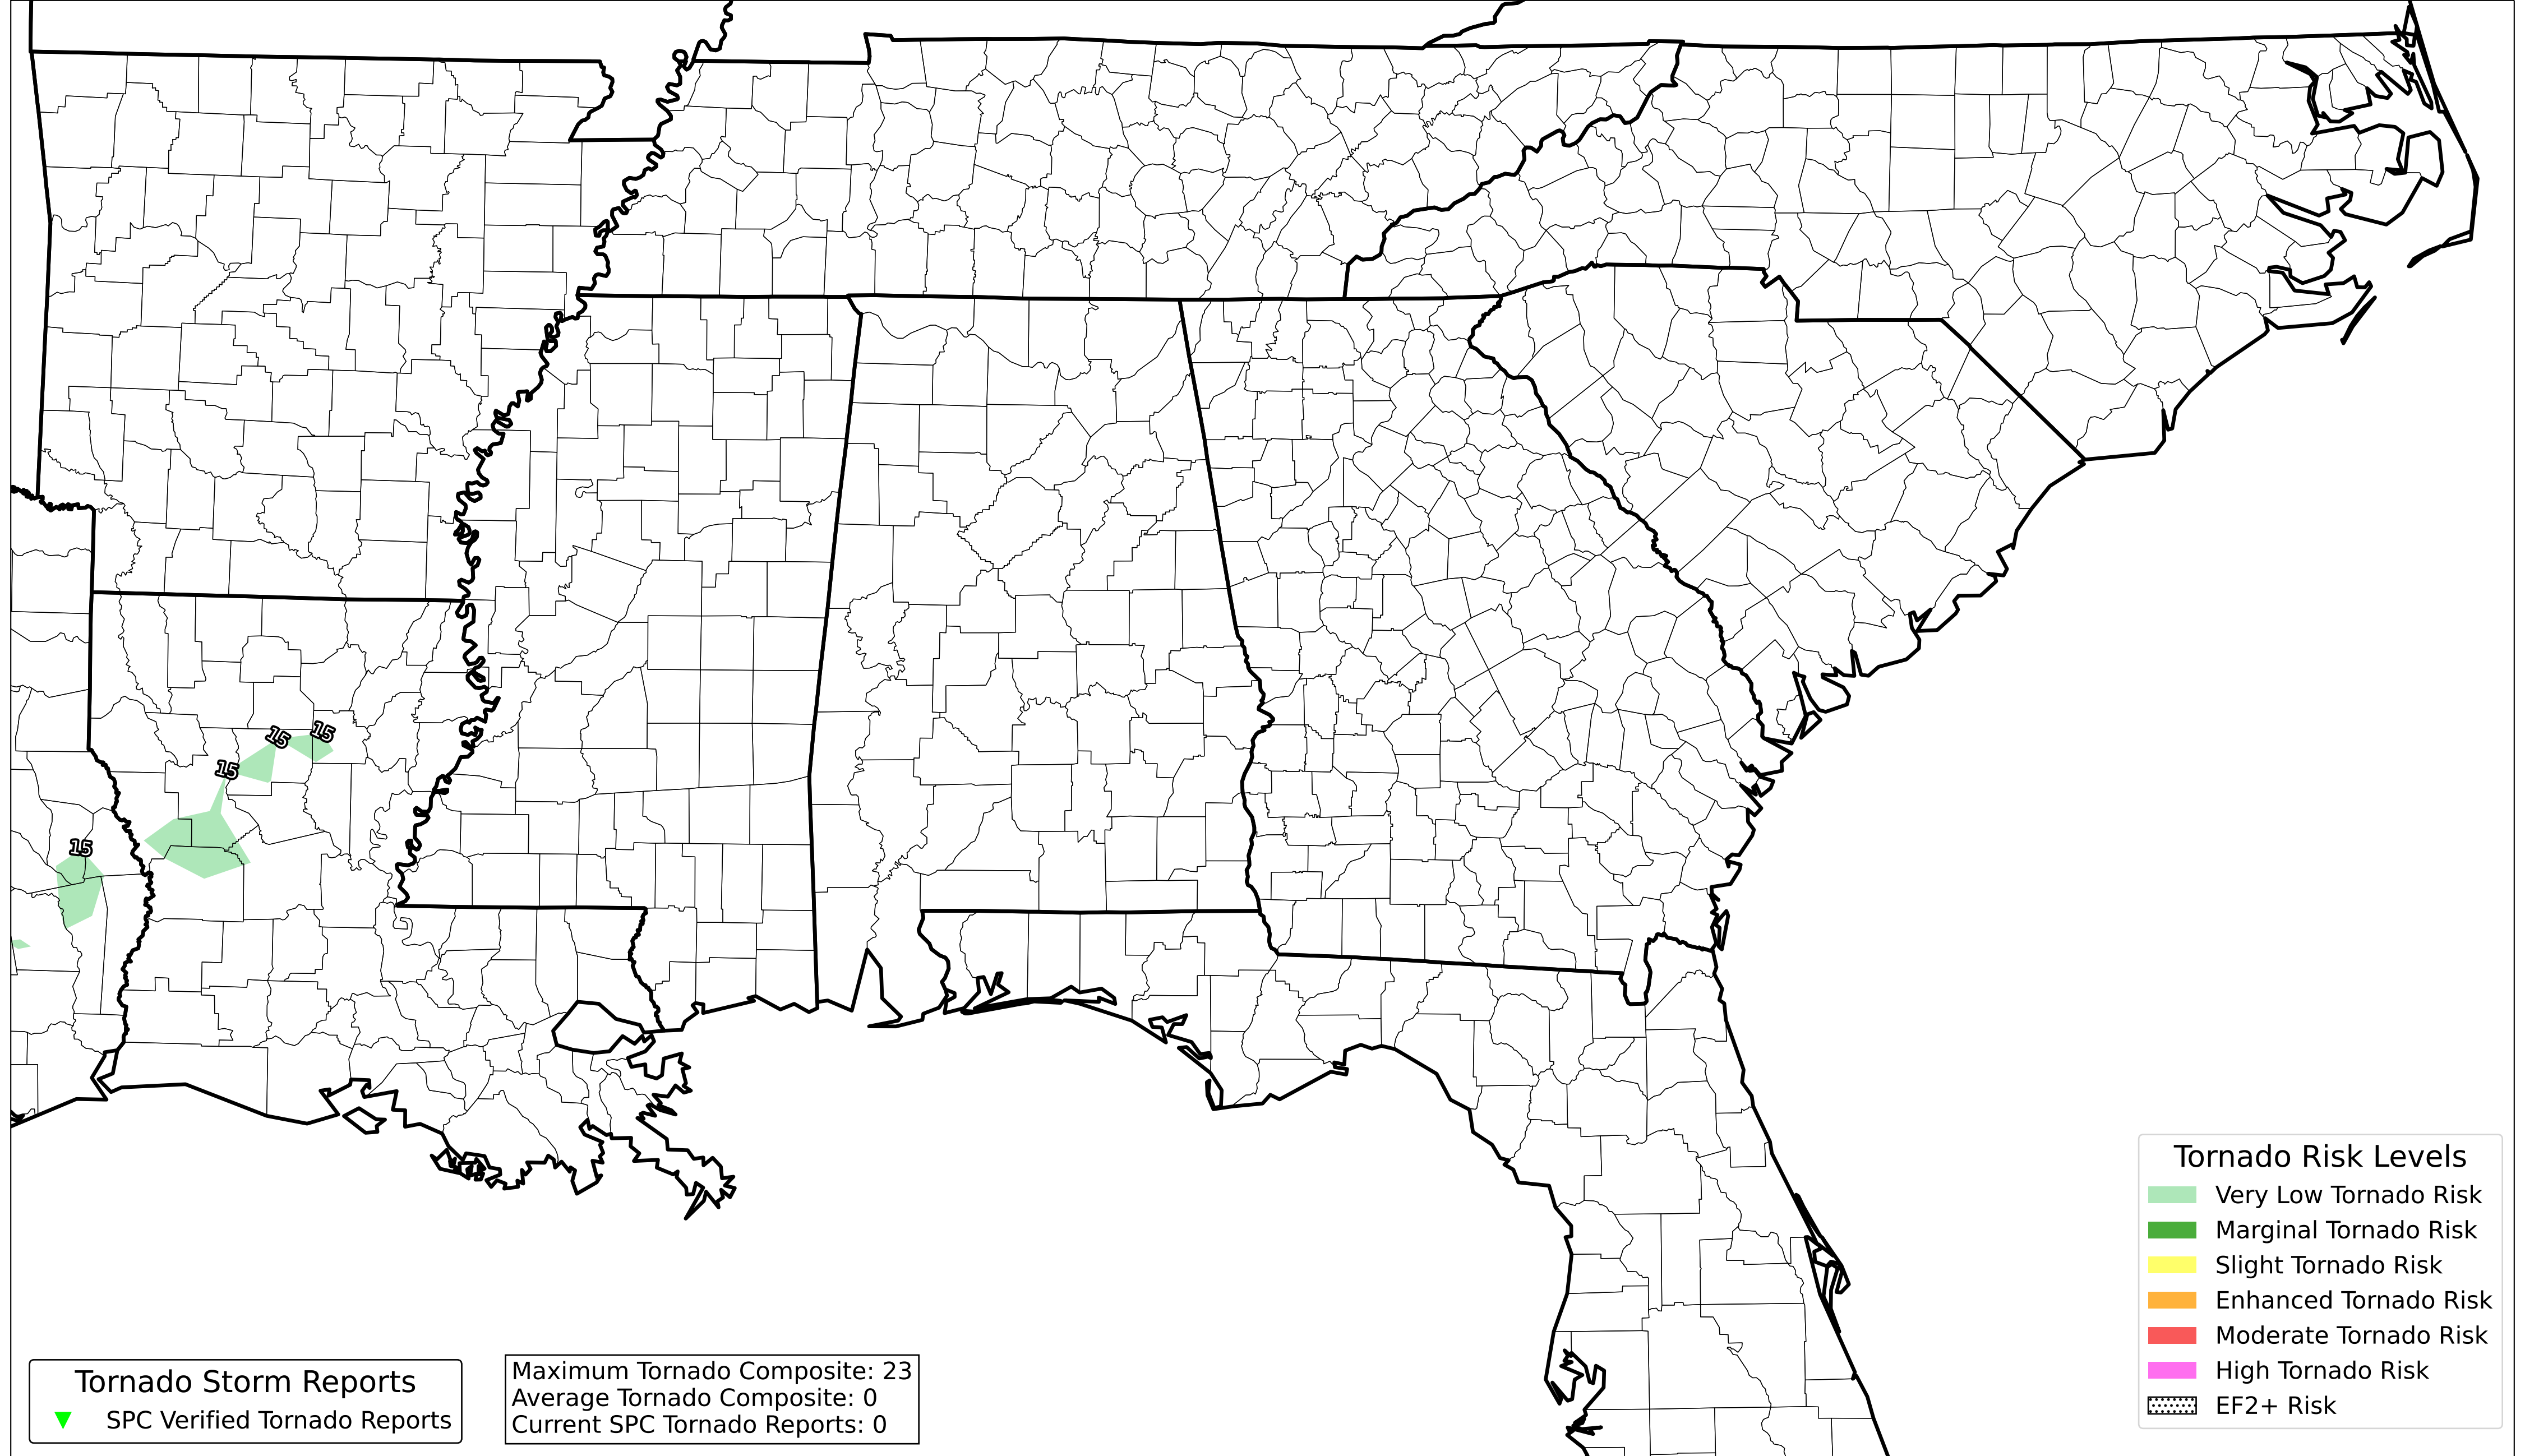 15
15
15
15
Tornado Risk Levels
Very Low Tornado Risk
Marginal Tornado Risk
Slight Tornado Risk
Enhanced Tornado Risk
Moderate Tornado Risk
High Tornado Risk
EF2+ Risk
Tornado Storm Reports
SPC Verified Tornado Reports
Maximum Tornado Composite: 23
Average Tornado Composite: 0
Current SPC Tornado Reports: 0